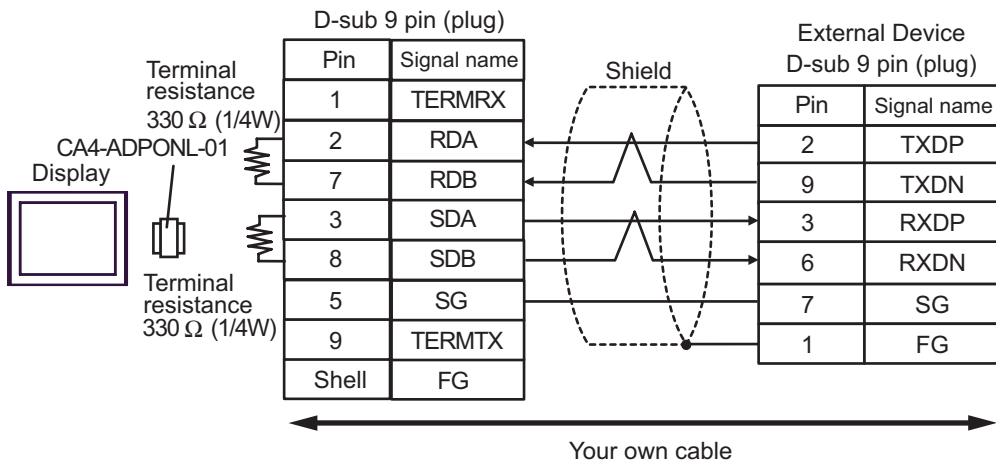 D-sub 9 pin (plug)
Pin Signal name
1 TERMRX
2 RDA
7 RDB
3 SDA
8 SDB
5 SG
9 TERMTX
Shell FG
Terminal
resistance
330 Ω (1/4W)
CA4-ADPONL-01
Display
Terminal
resistance
330 Ω (1/4W)
Shield
External Device
D-sub 9 pin (plug)
Pin Signal name
2 TXDP
9 TXDN
3 RXDP
6 RXDN
7 SG
1 FG
Your own cable